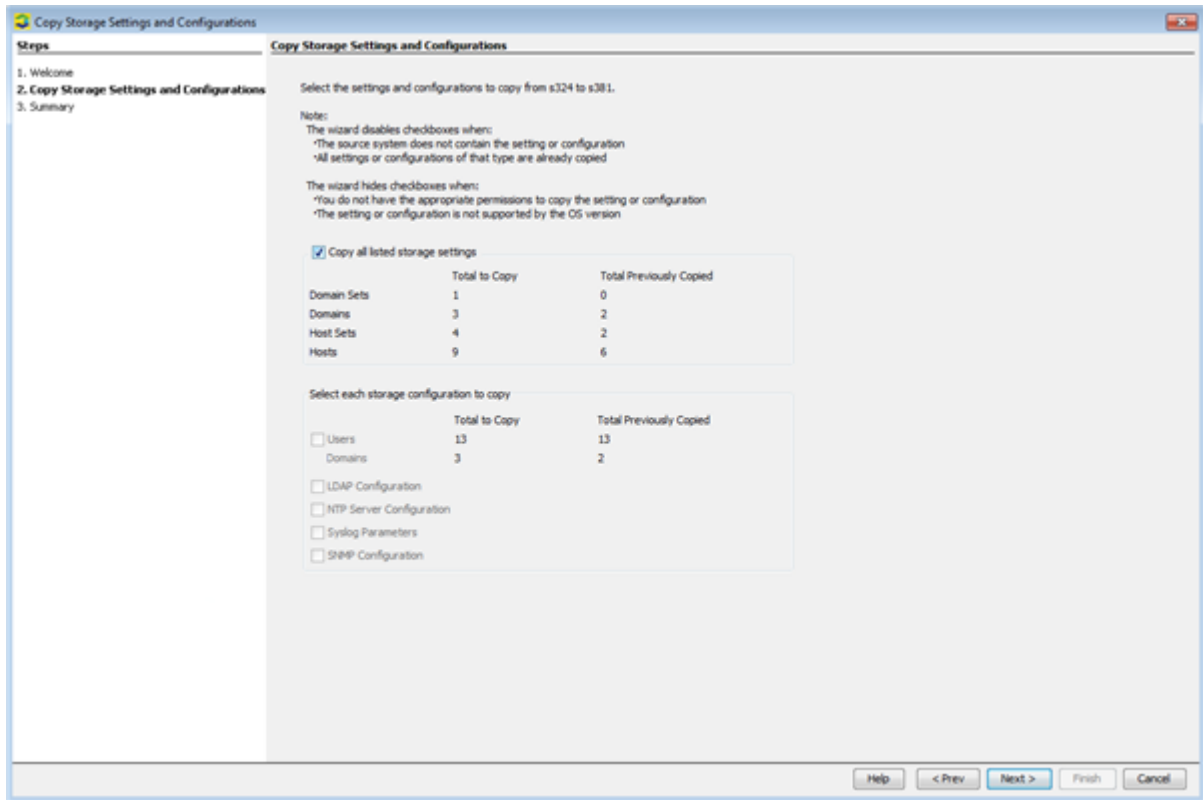 Copy Storage Settings and Configurations
Steps
1. Welcome
2. Copy Storage Settings and Configurations
3. Summary
Copy Storage Settings and Configurations
Select the settings and configurations to copy from s324 to s381.
Note:
The wizard disables checkboxes when:
*The source system does not contain the setting or configuration
*All settings or configurations of that type are already copied
The wizard hides checkboxes when:
*You do not have the appropriate permissions to copy the setting or configuration
*The setting or configuration is not supported by the OS version
Copy all listed storage settings
Total to Copy Total Previously Copied
Domain Sets 1 0
Domains 3 2
Host Sets 4 2
Hosts 9 6
Select each storage configuration to copy
Total to Copy Total Previously Copied
Users 13 13
Domains 3 2
LDAP Configuration
NTP Server Configuration
Syslog Parameters
SNMP Configuration
Help < Prev Next > Finish Cancel